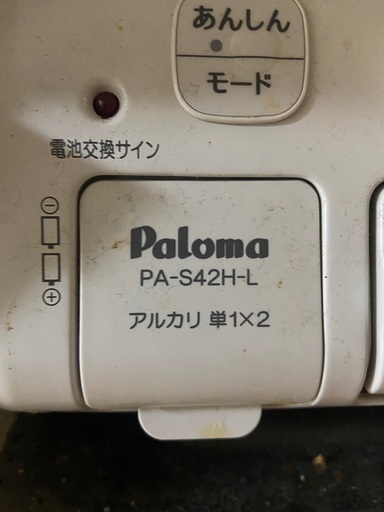 あんしん
モード
電池交換サイン
⊖
⊕
Paloma
PA-S42H-L
アルカリ 単1×2